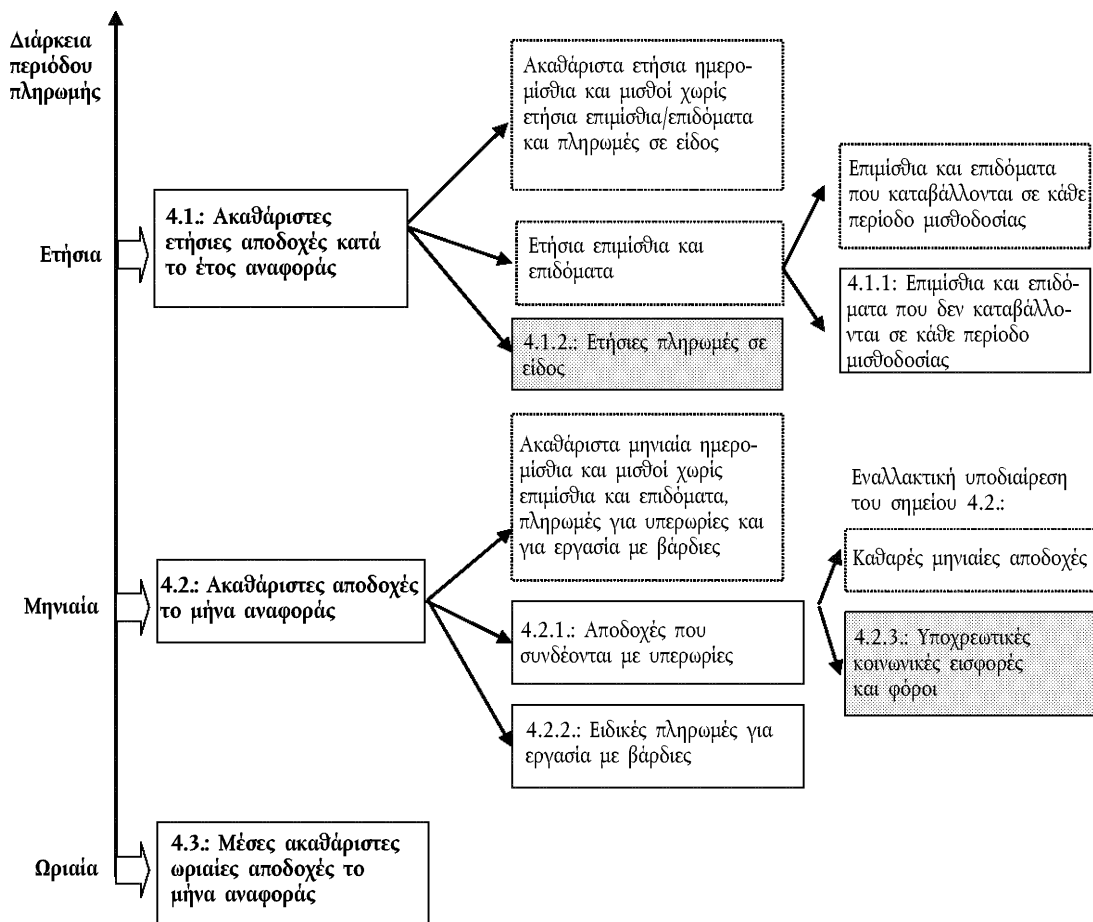 Διάρκεια
περιόδου
πληρωμής
Ετήσια
4.1.: Ακαθάριστες
ετήσιες αποδοχές κατά
το έτος αναφοράς
Ακαθάριστα ετήσια ημερο-
μίσθια και μισθοί χωρίς
ετήσια επιμίσθια/επιδόματα
και πληρωμές σε είδος
Ετήσια επιμίσθια και
επιδόματα
4.1.2.: Ετήσιες πληρωμές σε
είδος
Επιμίσθια και επιδόματα
που καταβάλλονται σε κάθε
περίοδο μισθοδοσίας
4.1.1: Επιμίσθια και επιδό-
ματα που δεν καταβάλλο-
νται σε κάθε περίοδο
μισθοδοσίας
Μηνιαία
4.2.: Ακαθάριστες αποδοχές
το μήνα αναφοράς
Ακαθάριστα μηνιαία ημερο-
μίσθια και μισθοί χωρίς
επιμίσθια και επιδόματα,
πληρωμές για υπερωρίες και
για εργασία με βάρδιες
4.2.1.: Αποδοχές που
συνδέονται με υπερωρίες
4.2.2.: Ειδικές πληρωμές για
εργασία με βάρδιες
Εναλλακτική υποδιαίρεση
του σημείου 4.2.:
Καθαρές μηνιαίες αποδοχές
4.2.3.: Υποχρεωτικές
κοινωνικές εισφορές
και φόροι
Ωριαία
4.3.: Μέσες ακαθάριστες
ωριαίες αποδοχές το
μήνα αναφοράς